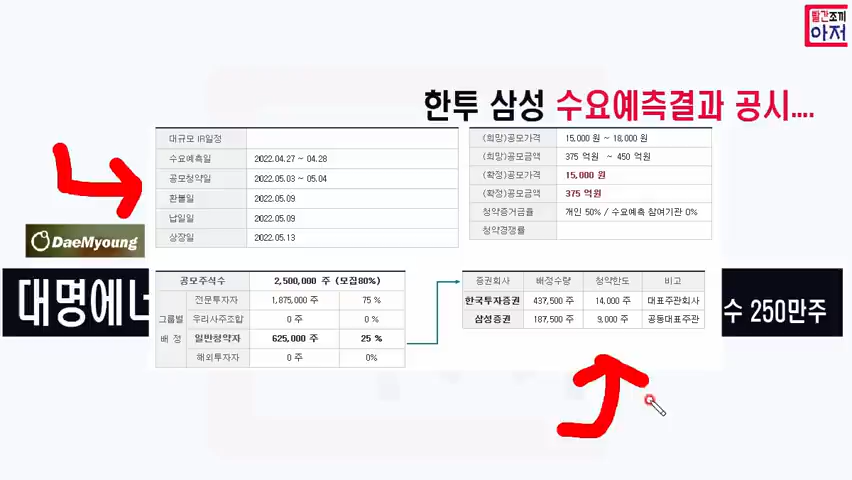 빨간조끼
아저
한투 삼성 수요예측결과 공시....
대규모 IR일정
수요예측일 2022.04.27 ~ 04.28
공모청약일 2022.05.03 ~ 05.04
환불일 2022.05.09
납입일 2022.05.09
상장일 2022.05.13
(희망)공모가격 15,000 원 ~ 18,000 원
(희망)공모금액 375 억원 ~ 450 억원
(확정)공모가격 15,000 원
(확정)공모금액 375 억원
청약증거금률 개인 50% / 수요예측 참여기관 0%
청약경쟁률
DaeMyoung
대명에너
공모주식수 2,500,000 주 (모집80%)
그룹별 배 정
전문투자자 1,875,000 주 75 %
우리사주조합 0 주 0 %
일반청약자 625,000 주 25 %
해외투자자 0 주 0%
증권회사 배정수량 청약한도 비고
한국투자증권 437,500 주 14,000 주 대표주관회사
삼성증권 187,500 주 9,000 주 공동대표주관
수 250만주